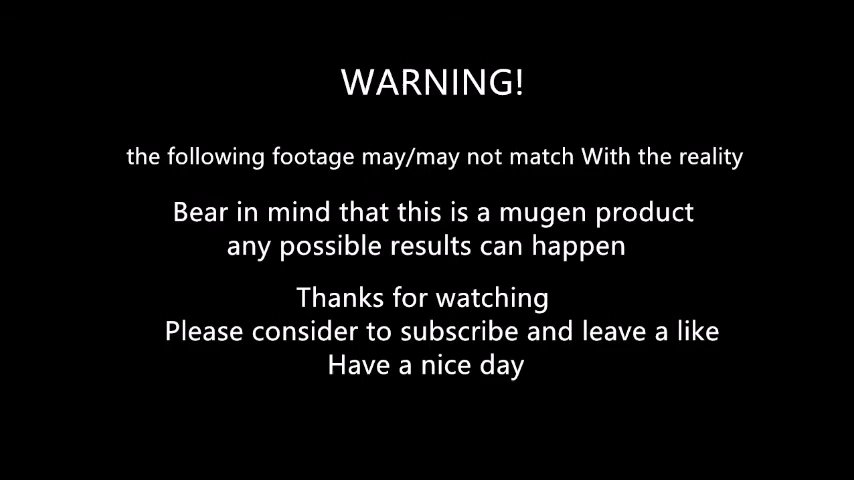 WARNING!
the following footage may/may not match With the reality
Bear in mind that this is a mugen product
any possible results can happen
Thanks for watching
Please consider to subscribe and leave a like
Have a nice day